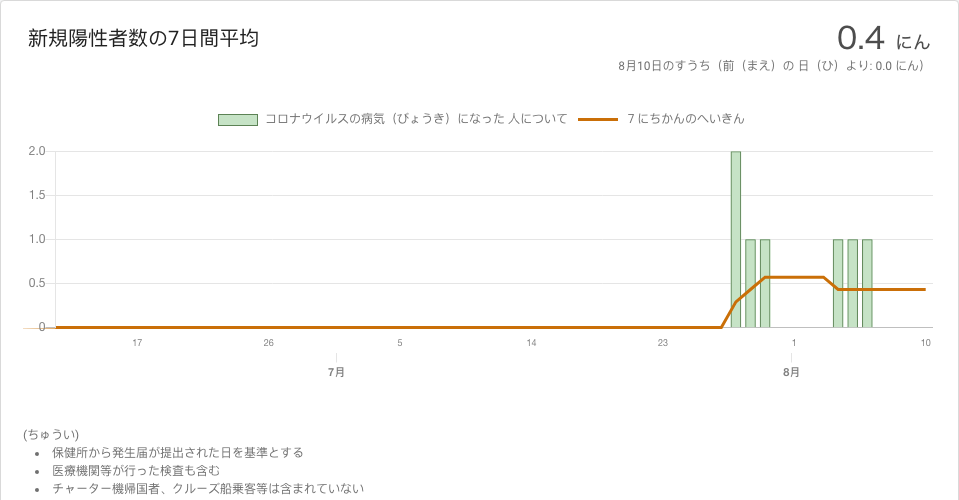 新規陽性者数の7日間平均
0.4 にん
8月10日のすうち（前（まえ）の 日（ひ）より: 0.0 にん）
コロナウイルスの病気（びょうき）になった 人について
7 にちかんのへいきん
2.0
1.5
1.0
0.5
0
17 26 5 14 23 1 10
7月 8月
(ちゅうい)
• 保健所から発生届が提出された日を基準とする
• 医療機関等が行った検査も含む
• チャーター機帰国者、クルーズ船乗客等は含まれていない